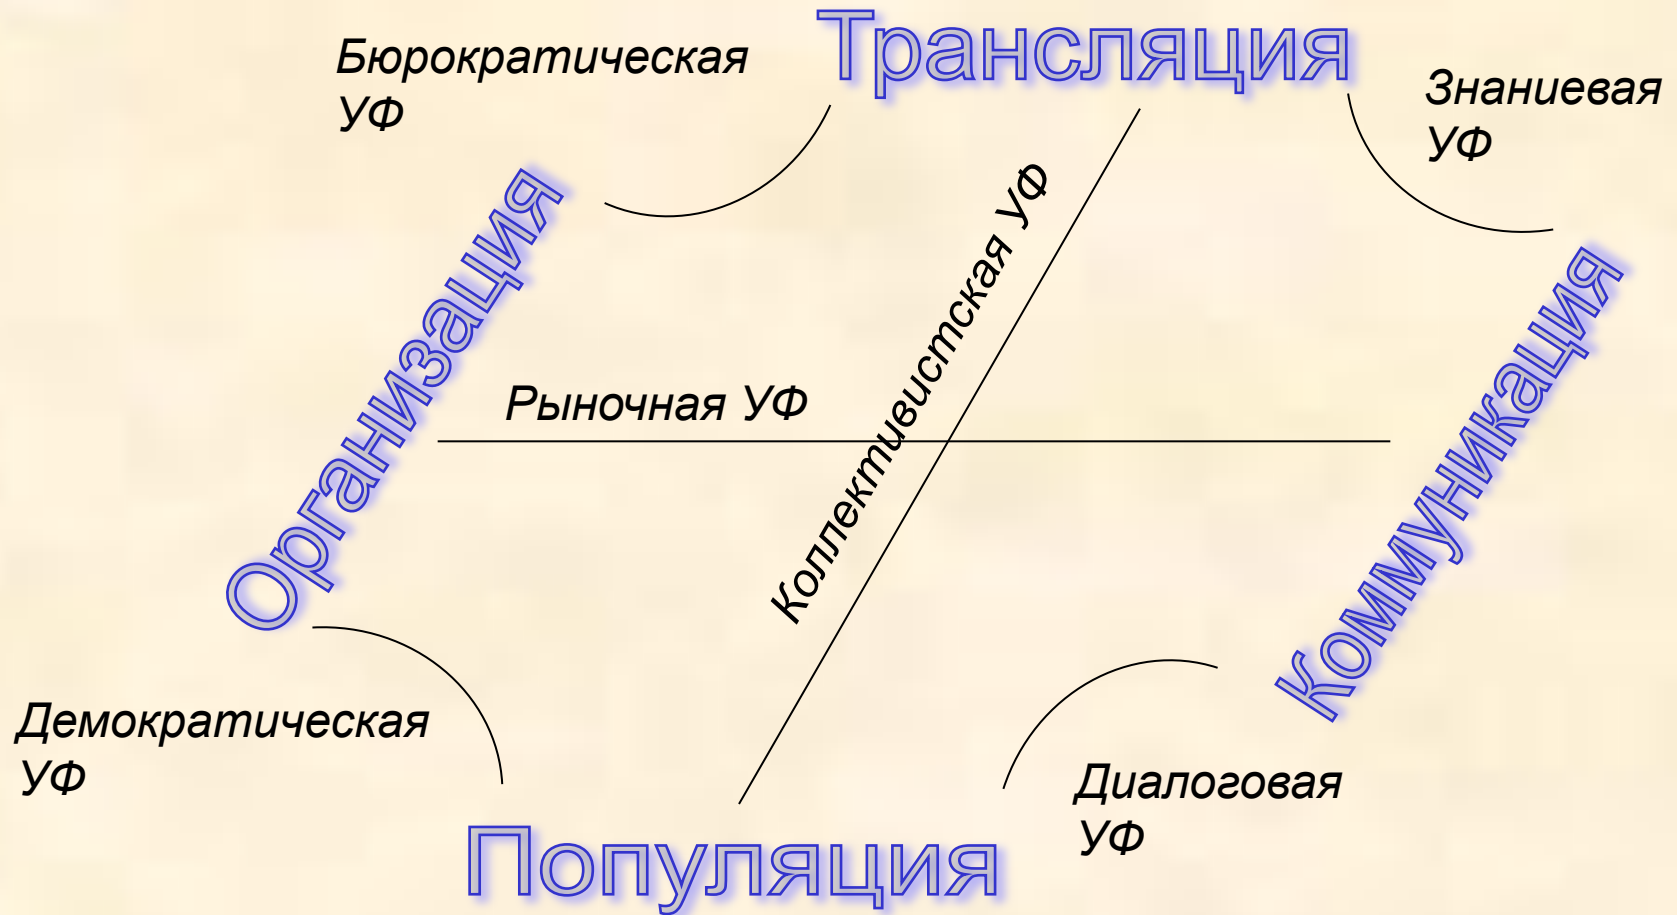 Трансляция
Бюрократическая
УФ
Знаниевая
УФ
Организация
Коллективистская УФ
Коммуникация
Рыночная УФ
Демократическая
УФ
Диалоговая
УФ
Популяция